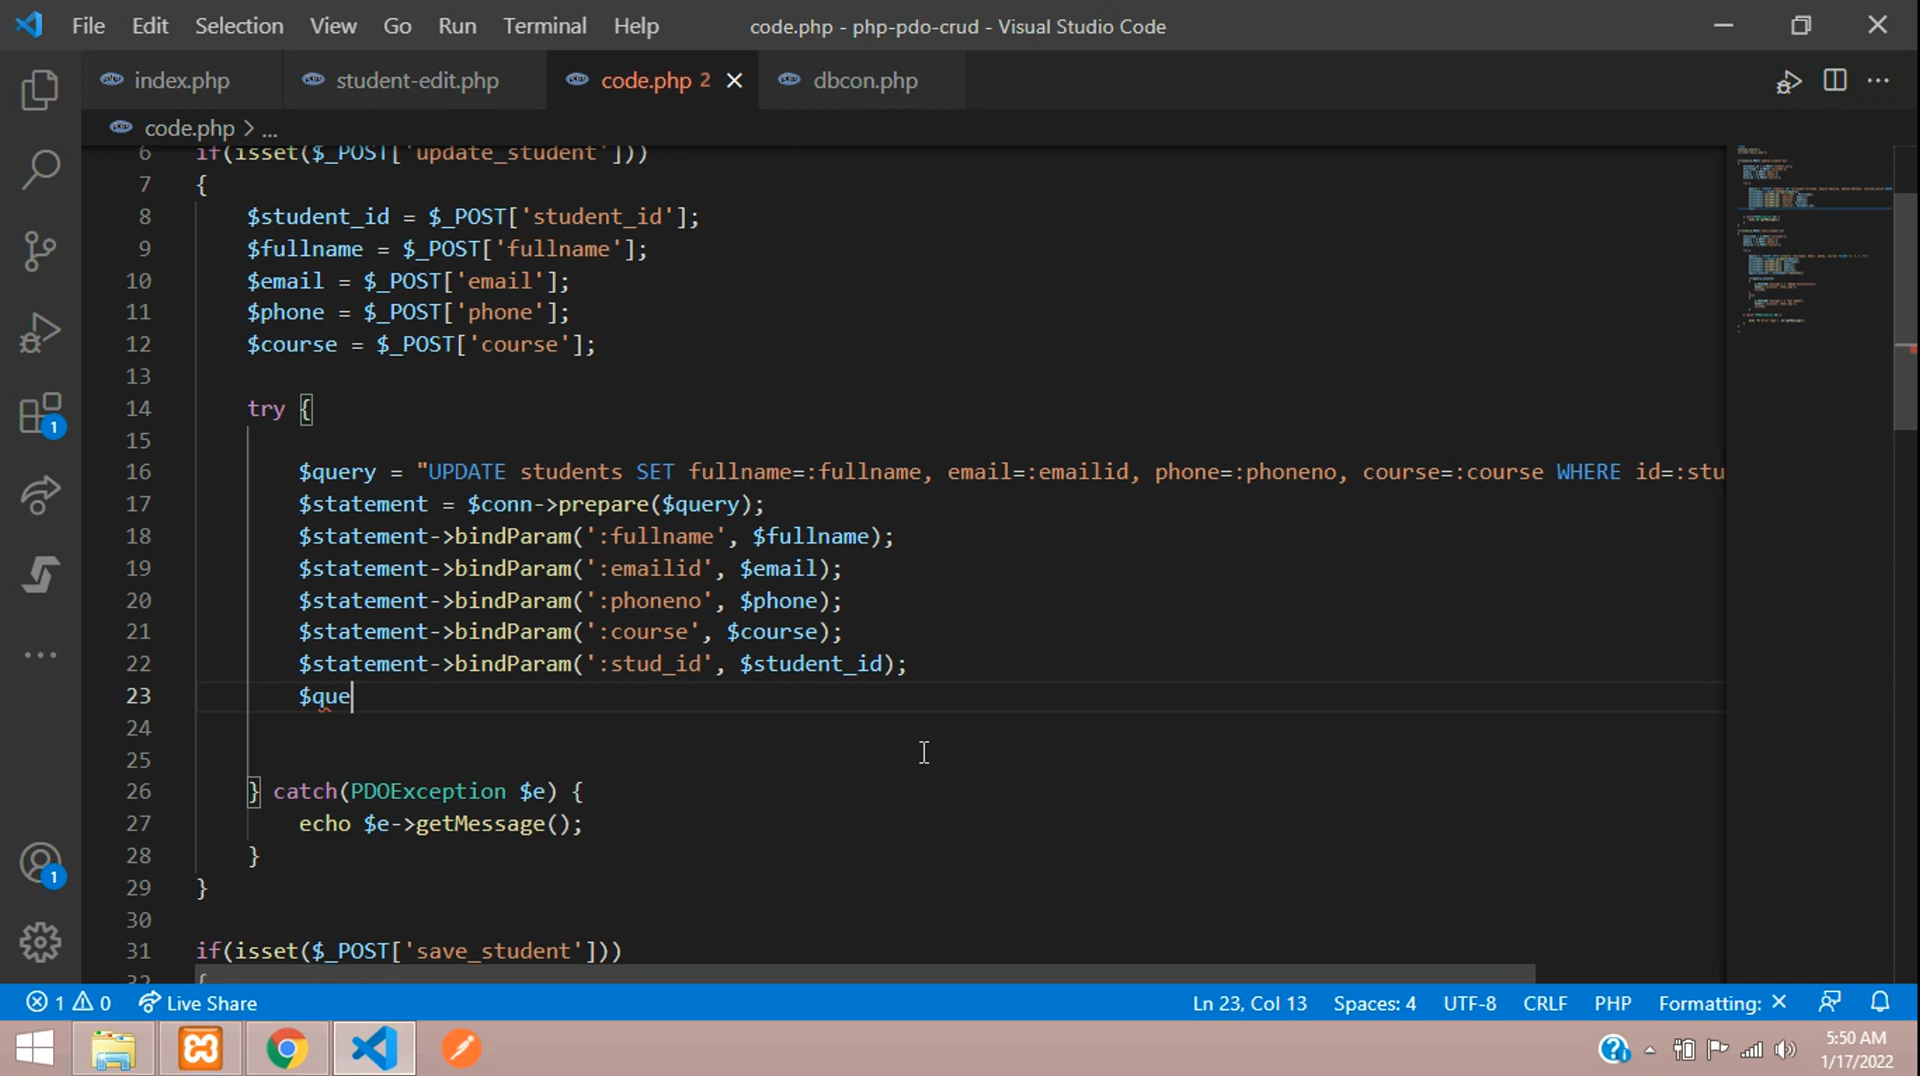 File Edit Selection View Go Run Terminal Help code.php - php-pdo-crud - Visual Studio Code
index.php student-edit.php code.php 2 dbcon.php
code.php > ...
6 if(isset($_POST['update_student']))
7 {
8 $student_id = $_POST['student_id'];
9 $fullname = $_POST['fullname'];
10 $email = $_POST['email'];
11 $phone = $_POST['phone'];
12 $course = $_POST['course'];
13
14 try {
15
16 $query = "UPDATE students SET fullname=:fullname, email=:emailid, phone=:phoneno, course=:course WHERE id=:stu
17 $statement = $conn->prepare($query);
18 $statement->bindParam(':fullname', $fullname);
19 $statement->bindParam(':emailid', $email);
20 $statement->bindParam(':phoneno', $phone);
21 $statement->bindParam(':course', $course);
22 $statement->bindParam(':stud_id', $student_id);
23 $que
24
25
26 } catch(PDOException $e) {
27 echo $e->getMessage();
28 }
29 }
30
31 if(isset($_POST['save_student']))
32 {
1
1
1 0 Live Share Ln 23, Col 13 Spaces: 4 UTF-8 CRLF PHP Formatting: ×
5:50 AM
1/17/2022